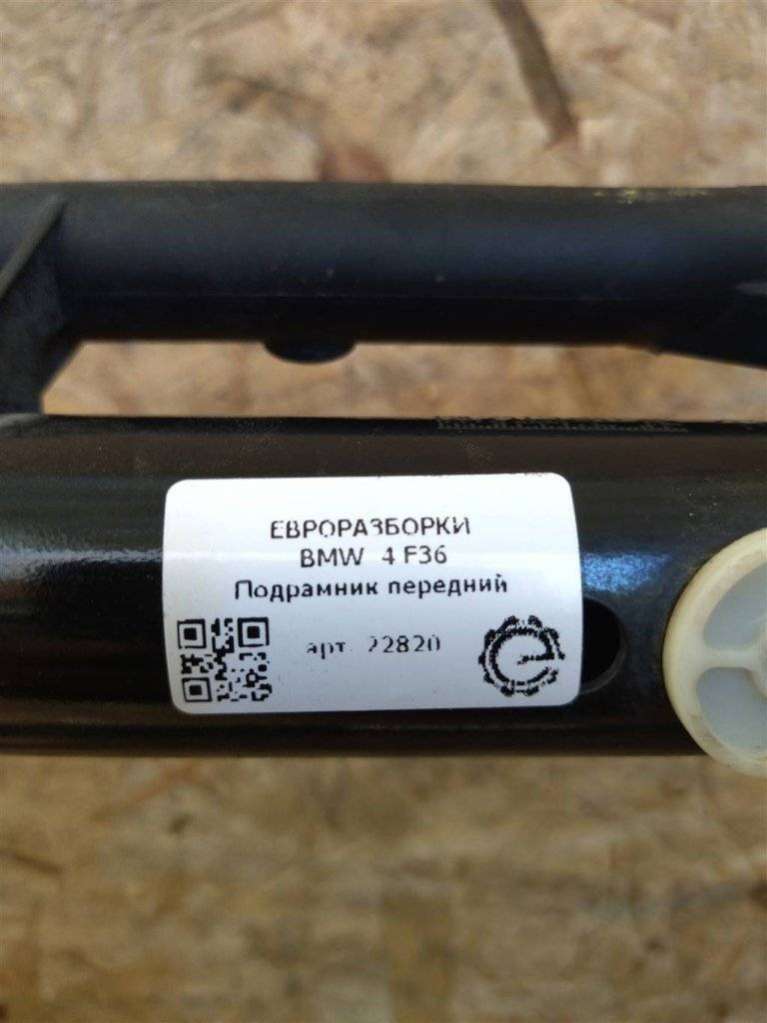 ЕВРОРАЗБОРКИ
BMW 4 F36
Подрамник передний
арт. 22820